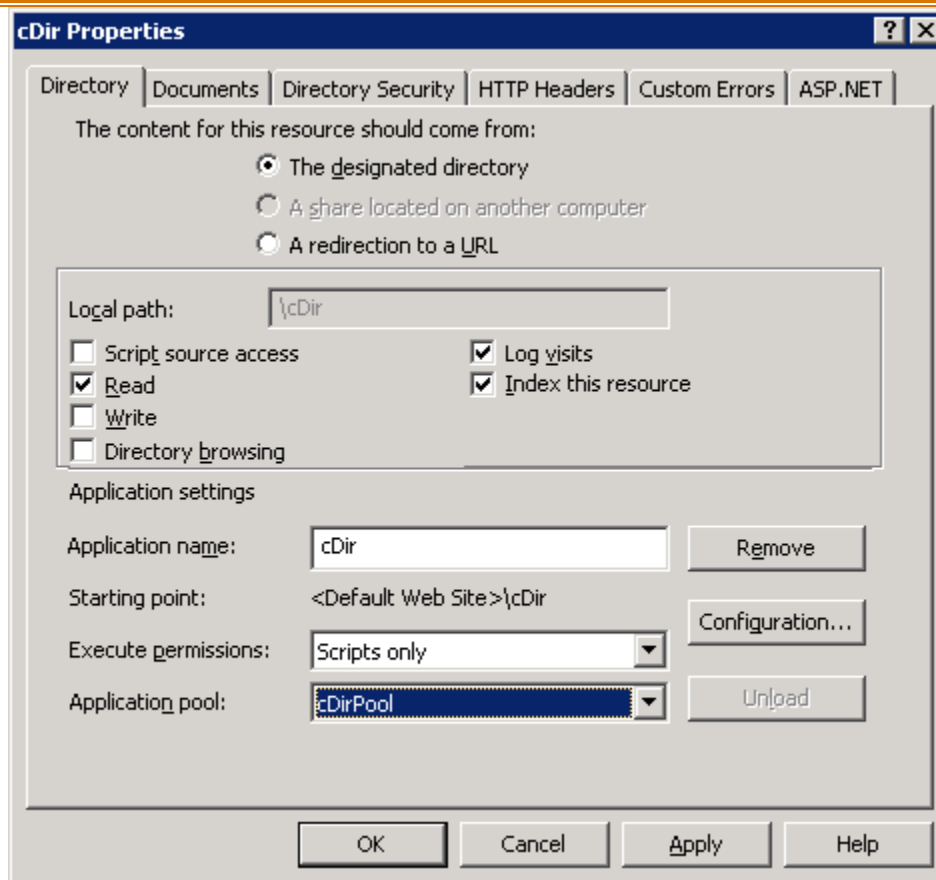 cDir Properties
Directory Documents Directory Security HTTP Headers Custom Errors ASP.NET
The content for this resource should come from:
The designated directory
A share located on another computer
A redirection to a URL
Local path: \cDir
Script source access Log visits
Read Index this resource
Write
Directory browsing
Application settings
Application name: cDir Remove
Starting point: <Default Web Site>\cDir
Configuration...
Execute permissions: Scripts only
Application pool: cDirPool Unload
OK Cancel Apply Help